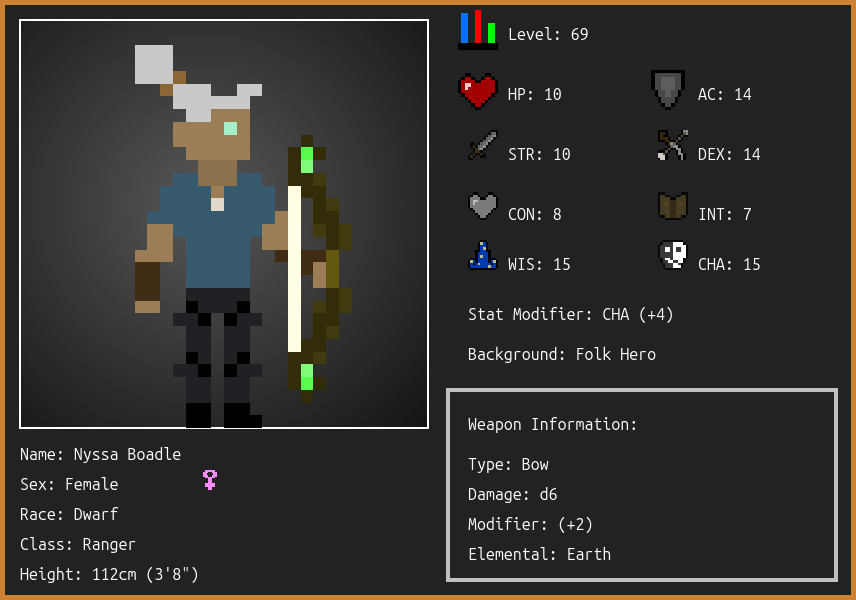 Level: 69
HP: 10
AC: 14
STR: 10
DEX: 14
CON: 8
INT: 7
WIS: 15
CHA: 15
Stat Modifier: CHA (+4)
Background: Folk Hero
Weapon Information:
Type: Bow
Damage: d6
Modifier: (+2)
Elemental: Earth
Name: Nyssa Boadle
Sex: Female
Race: Dwarf
Class: Ranger
Height: 112cm (3'8")